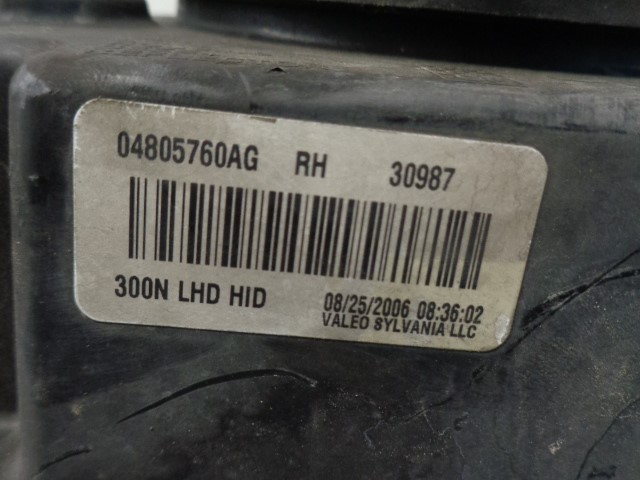 04805760AG RH 30987
300N LHD HID 08/25/2006 08:36:02
VALEO SYLVANIA LLC